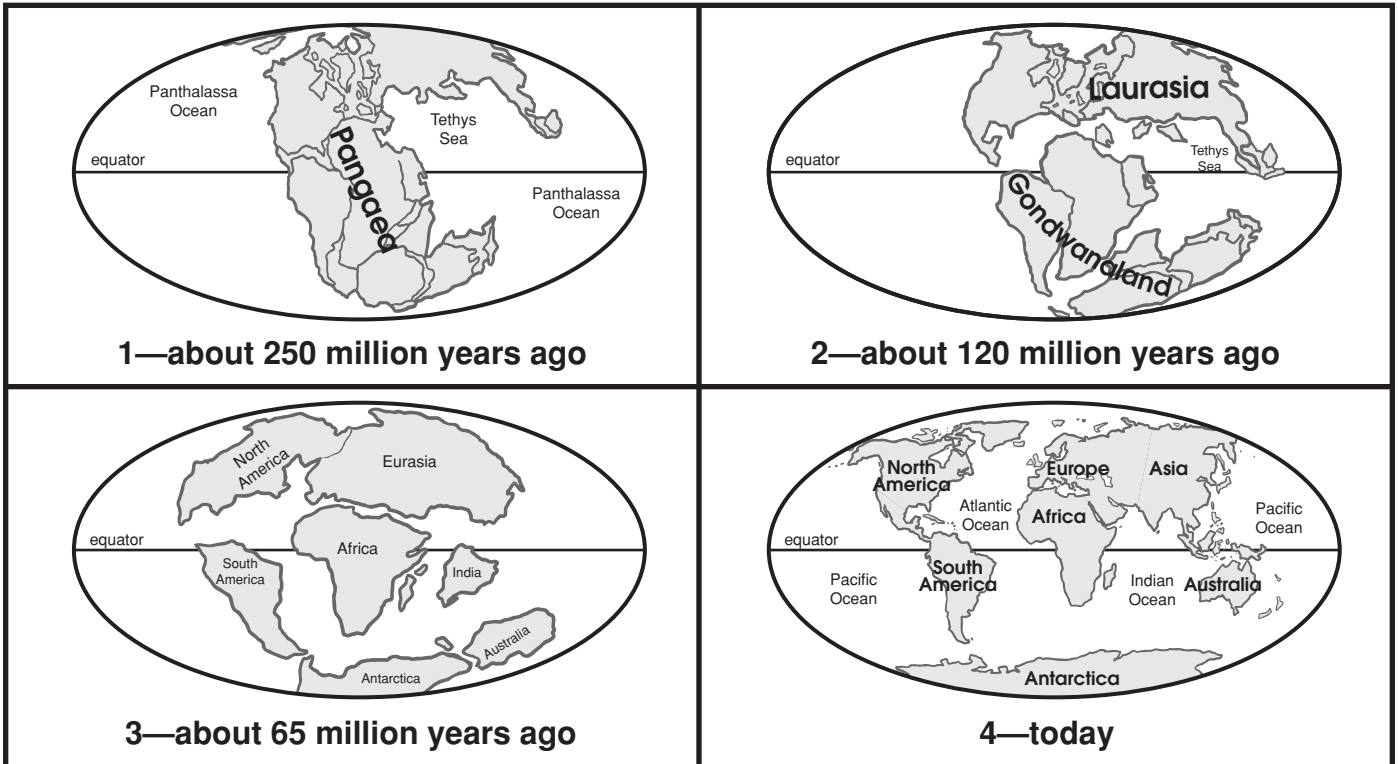 Panthalassa
Ocean
Tethys
Sea
equator
Pangaea
Panthalassa
Ocean
1—about 250 million years ago
Laurasia
equator
Tethys
Sea
Gondwanaland
2—about 120 million years ago
North
America
Eurasia
equator
Africa
South
America
India
Australia
Antarctica
3—about 65 million years ago
North
America
Europe
Asia
Atlantic
Ocean
Africa
Pacific
Ocean
equator
Pacific
Ocean
South
America
Indian
Ocean
Australia
Antarctica
4—today